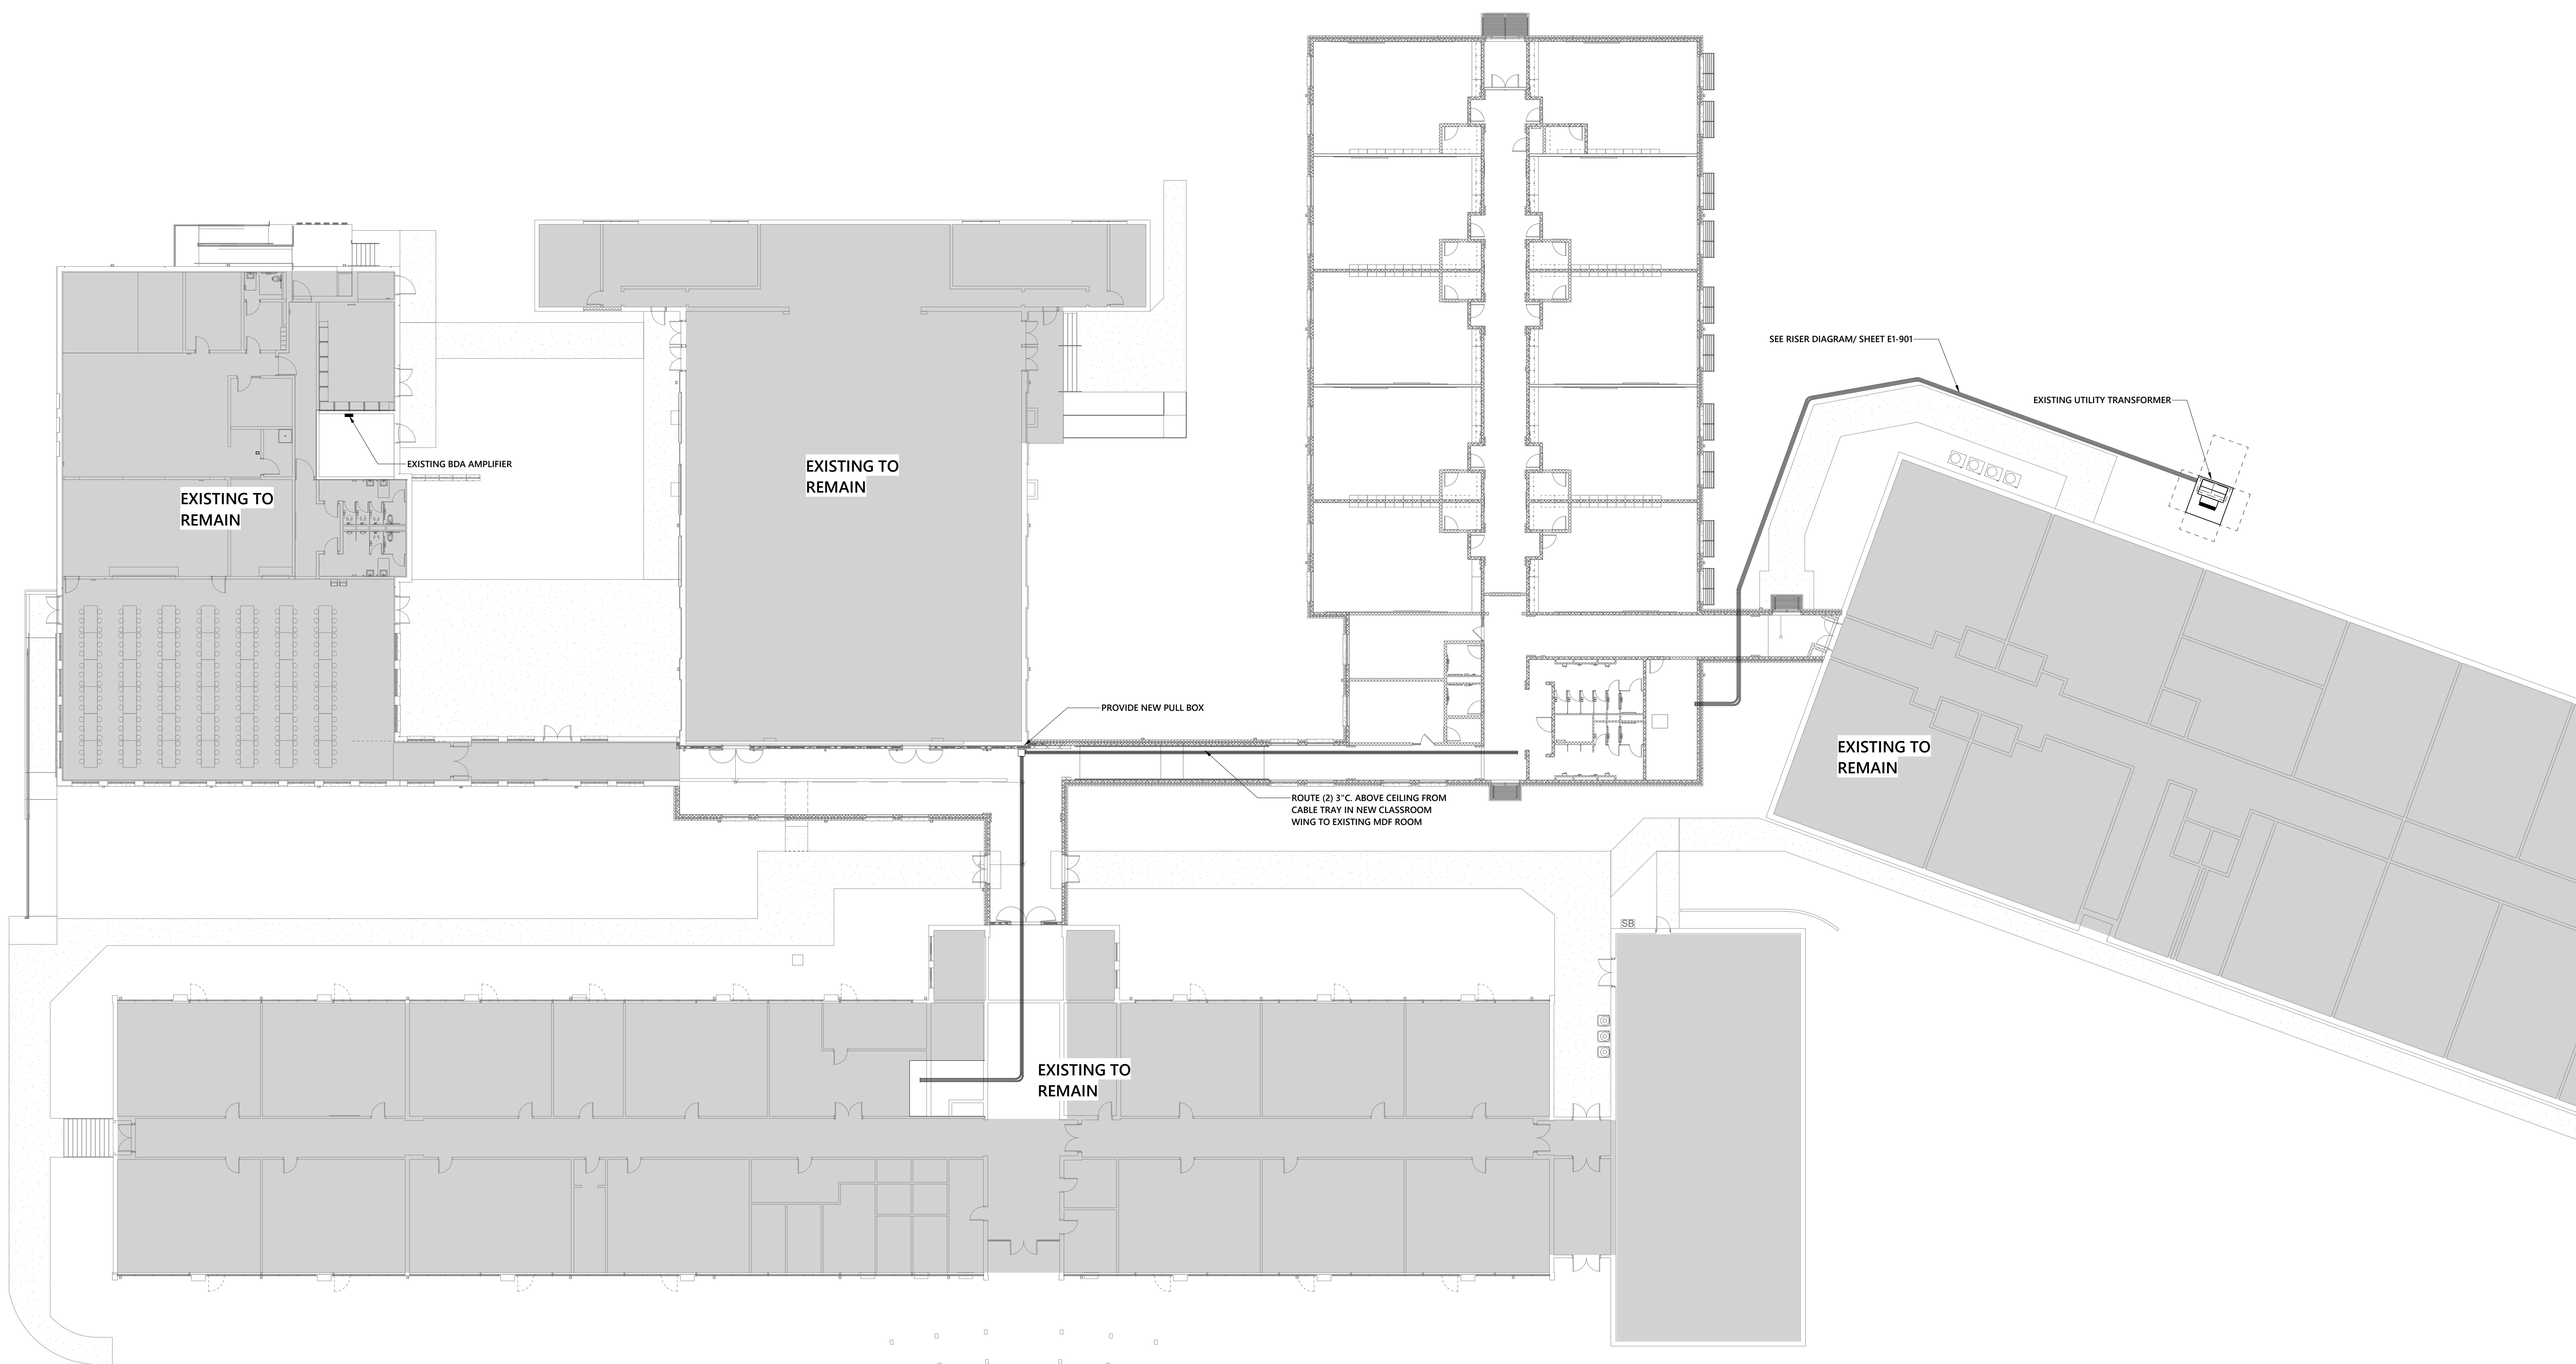 SEE RISER DIAGRAM/ SHEET E1-901
EXISTING UTILITY TRANSFORMER
EXISTING BDA AMPLIFIER
EXISTING TO
REMAIN
EXISTING TO
REMAIN
PROVIDE NEW PULL BOX
EXISTING TO
REMAIN
ROUTE (2) 3"C. ABOVE CEILING FROM
CABLE TRAY IN NEW CLASSROOM
WING TO EXISTING MDF ROOM
SB
EXISTING TO
REMAIN